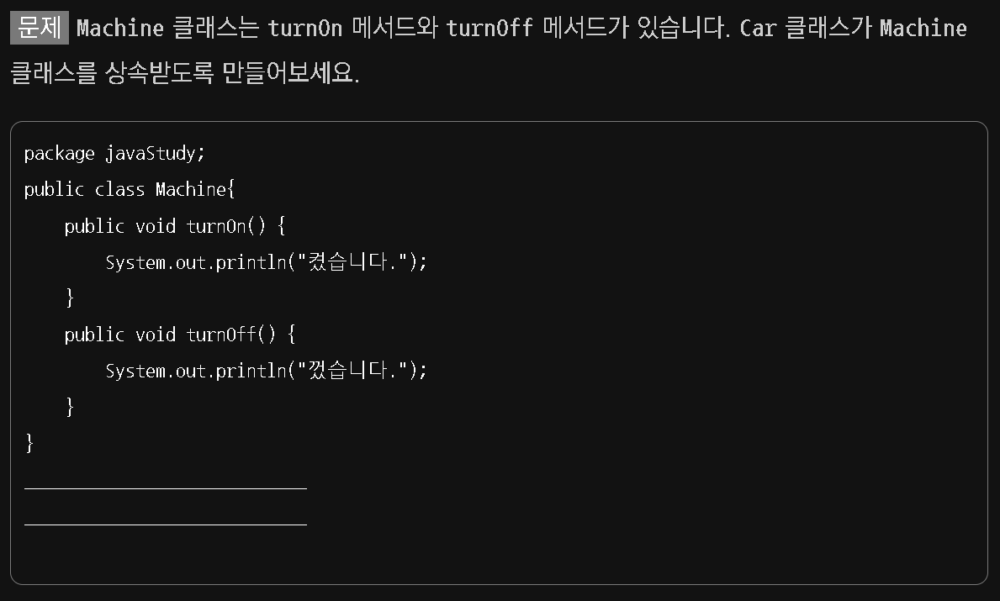 문제 Machine 클래스는 turnOn 메서드와 turnOff 메서드가 있습니다. Car 클래스가 Machine
클래스를 상속받도록 만들어보세요.
package javaStudy;
public class Machine{
    public void turnOn() {
        System.out.println("켰습니다.");
    }
    public void turnOff() {
        System.out.println("껐습니다.");
    }
}
____________________________
____________________________